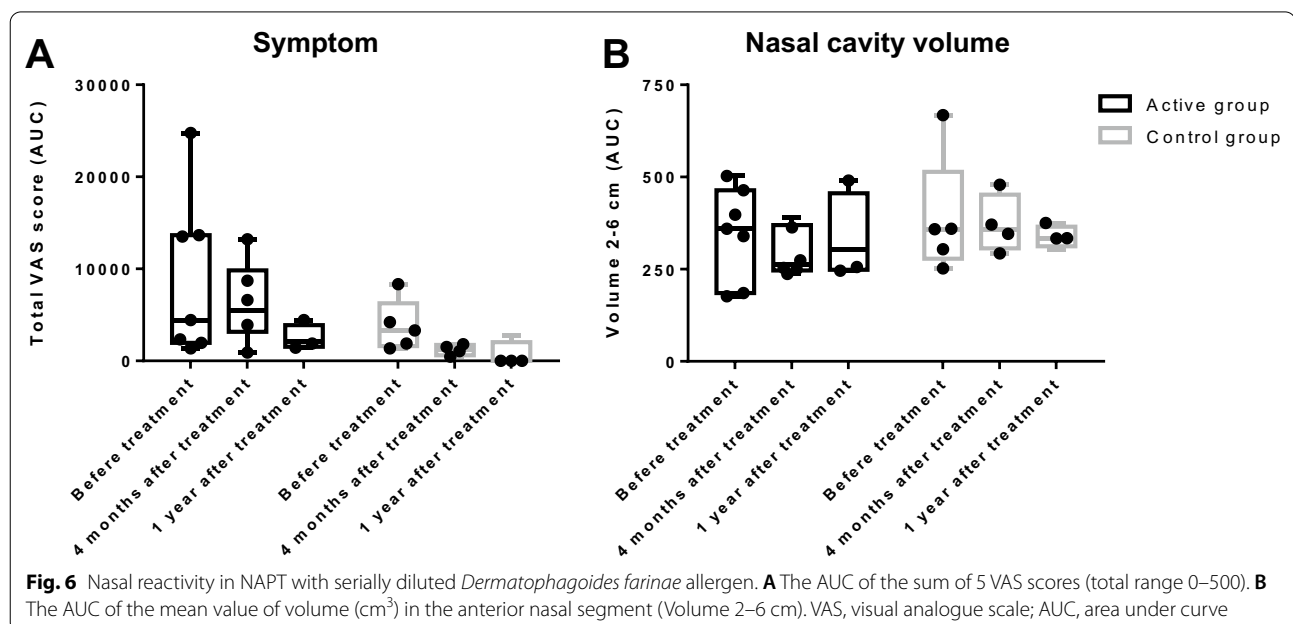 A Symptom
Total VAS score (AUC)
30000
20000
10000
0
Befere treatment
4 months after treatment
1 year after treatment
Befere treatment
4 months after treatment
1 year after treatment
B Nasal cavity volume
Volume 2-6 cm (AUC)
750
500
250
0
Befere treatment
4 months after treatment
1 year after treatment
Befere treatment
4 months after treatment
1 year after treatment
Active group
Control group
Fig. 6 Nasal reactivity in NAPT with serially diluted Dermatophagoides farinae allergen. A The AUC of the sum of 5 VAS scores (total range 0–500). B
The AUC of the mean value of volume (cm³) in the anterior nasal segment (Volume 2–6 cm). VAS, visual analogue scale; AUC, area under curve